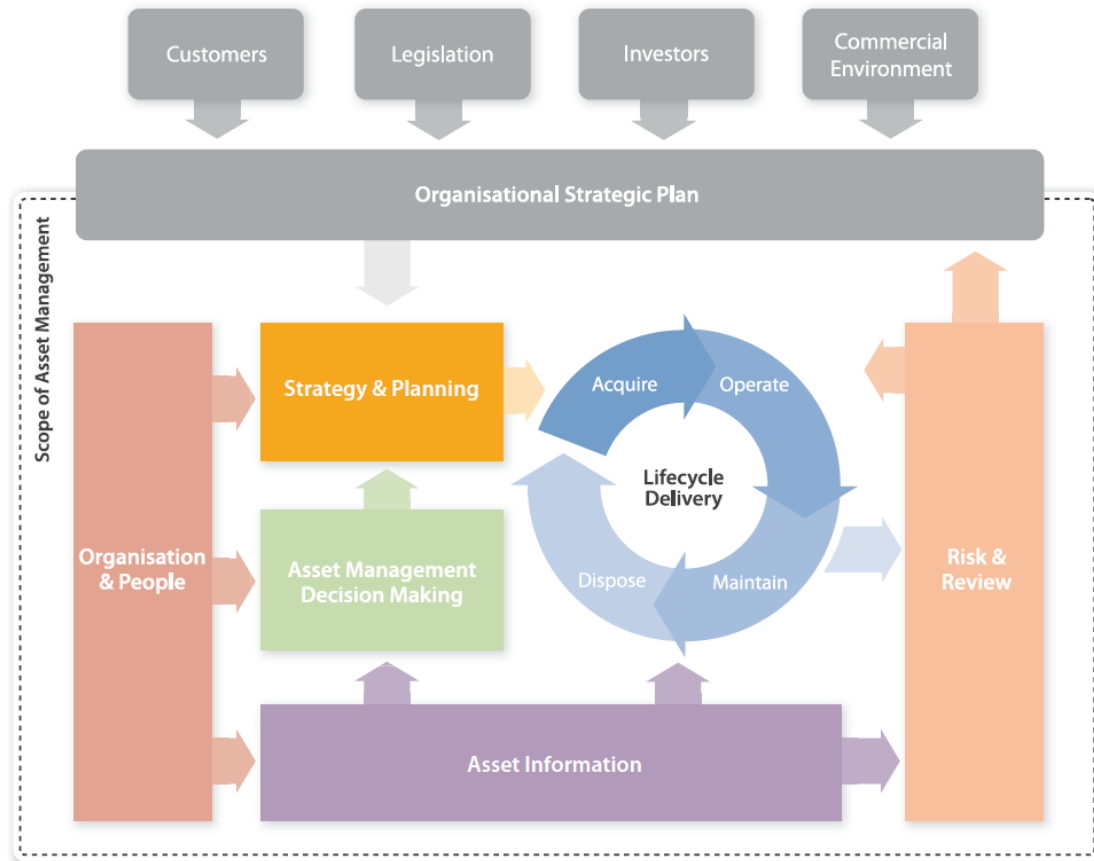 Customers
Legislation
Investors
Commercial
Environment
Organisational Strategic Plan
Scope of Asset Management
Strategy & Planning
Acquire
Operate
Lifecycle
Delivery
Organisation
& People
Asset Management
Decision Making
Dispose
Maintain
Risk &
Review
Asset Information